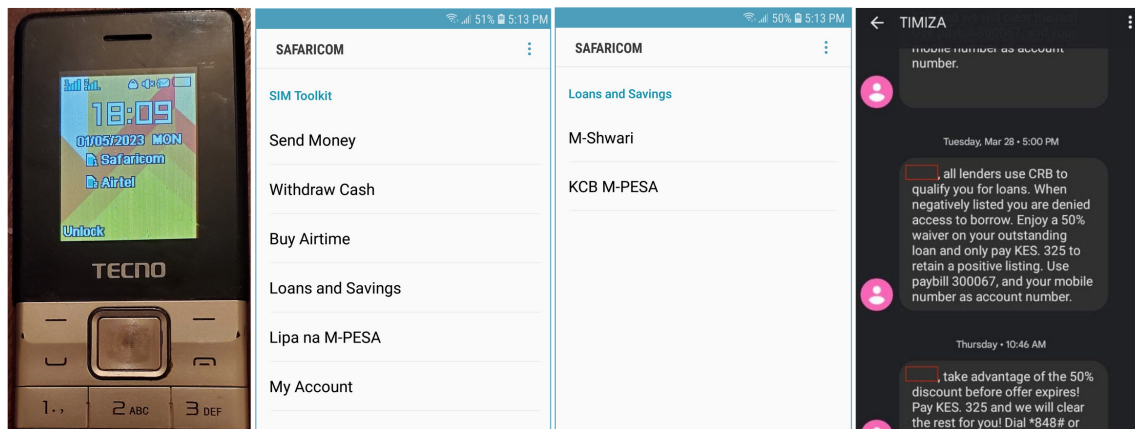 18:09
01/05/2023 MON
Safaricom
Airtel
Unlock
TECNO
1.,
2 ABC
3 DEF
51% 5:13 PM
SAFARICOM
SIM Toolkit
Send Money
Withdraw Cash
Buy Airtime
Loans and Savings
Lipa na M-PESA
My Account
50% 5:13 PM
SAFARICOM
Loans and Savings
M-Shwari
KCB M-PESA
TIMIZA
mobile number as account
number.
Tuesday, Mar 28 • 5:00 PM
, all lenders use CRB to
qualify you for loans. When
negatively listed you are denied
access to borrow. Enjoy a 50%
waiver on your outstanding
loan and only pay KES. 325 to
retain a positive listing. Use
paybill 300067, and your mobile
number as account number.
Thursday • 10:46 AM
, take advantage of the 50%
discount before offer expires!
Pay KES. 325 and we will clear
the rest for you! Dial *848# or